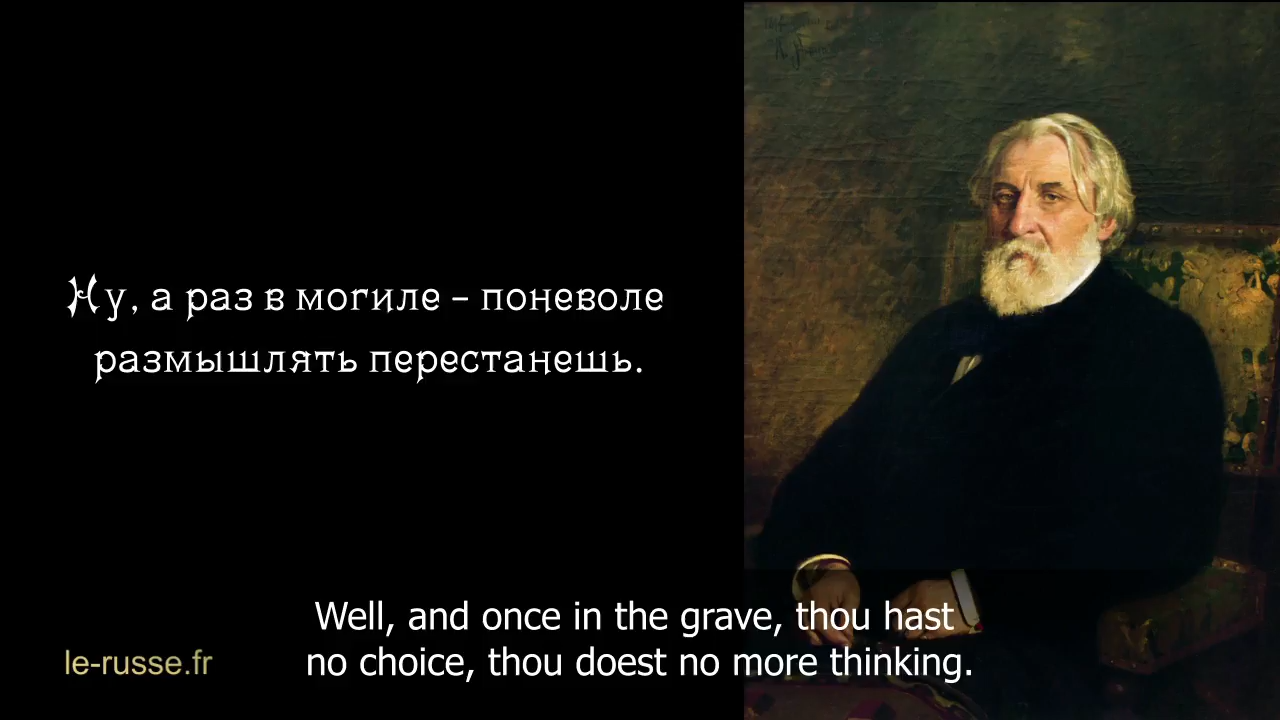 Ну, а раз в могиле – поневоле
размышлять перестанешь.
Well, and once in the grave, thou hast
no choice, thou doest no more thinking.
le-russe.fr